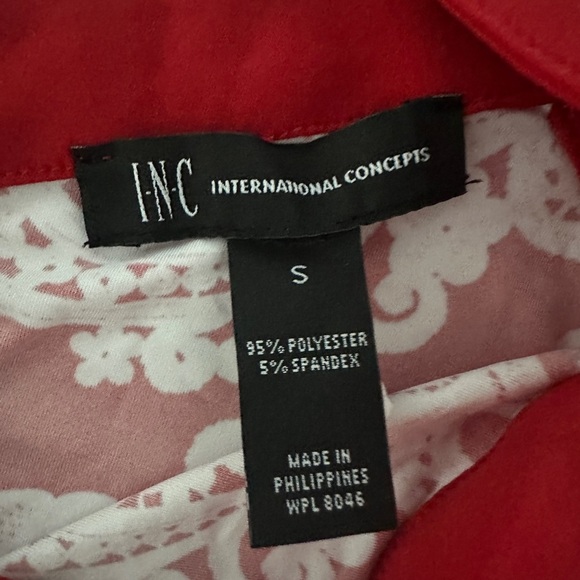 I·N·C INTERNATIONAL CONCEPTS
S
95% POLYESTER
5% SPANDEX
MADE IN
PHILIPPINES
WPL 8046